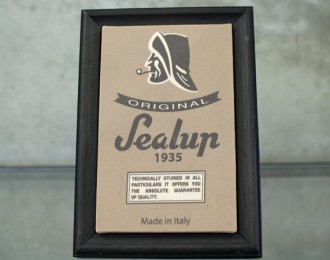 ORIGINAL
Sealup
1935
TECHNICALLY STUDIED IN ALL
PARTICULARS IT OFFERS YOU
THE ABSOLUTE GUARANTEE
OF QUALITY.
Made in Italy